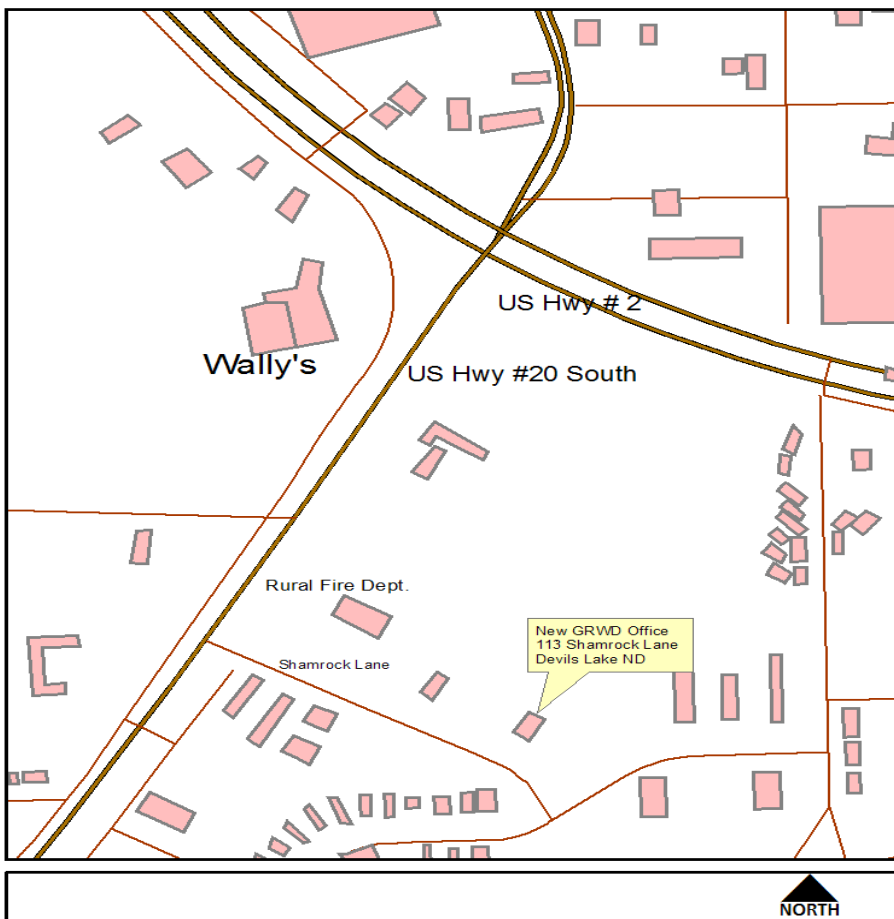 US Hwy # 2
Wally's
US Hwy #20 South
Rural Fire Dept.
New GRWD Office
113 Shamrock Lane
Devils Lake ND
Shamrock Lane
NORTH